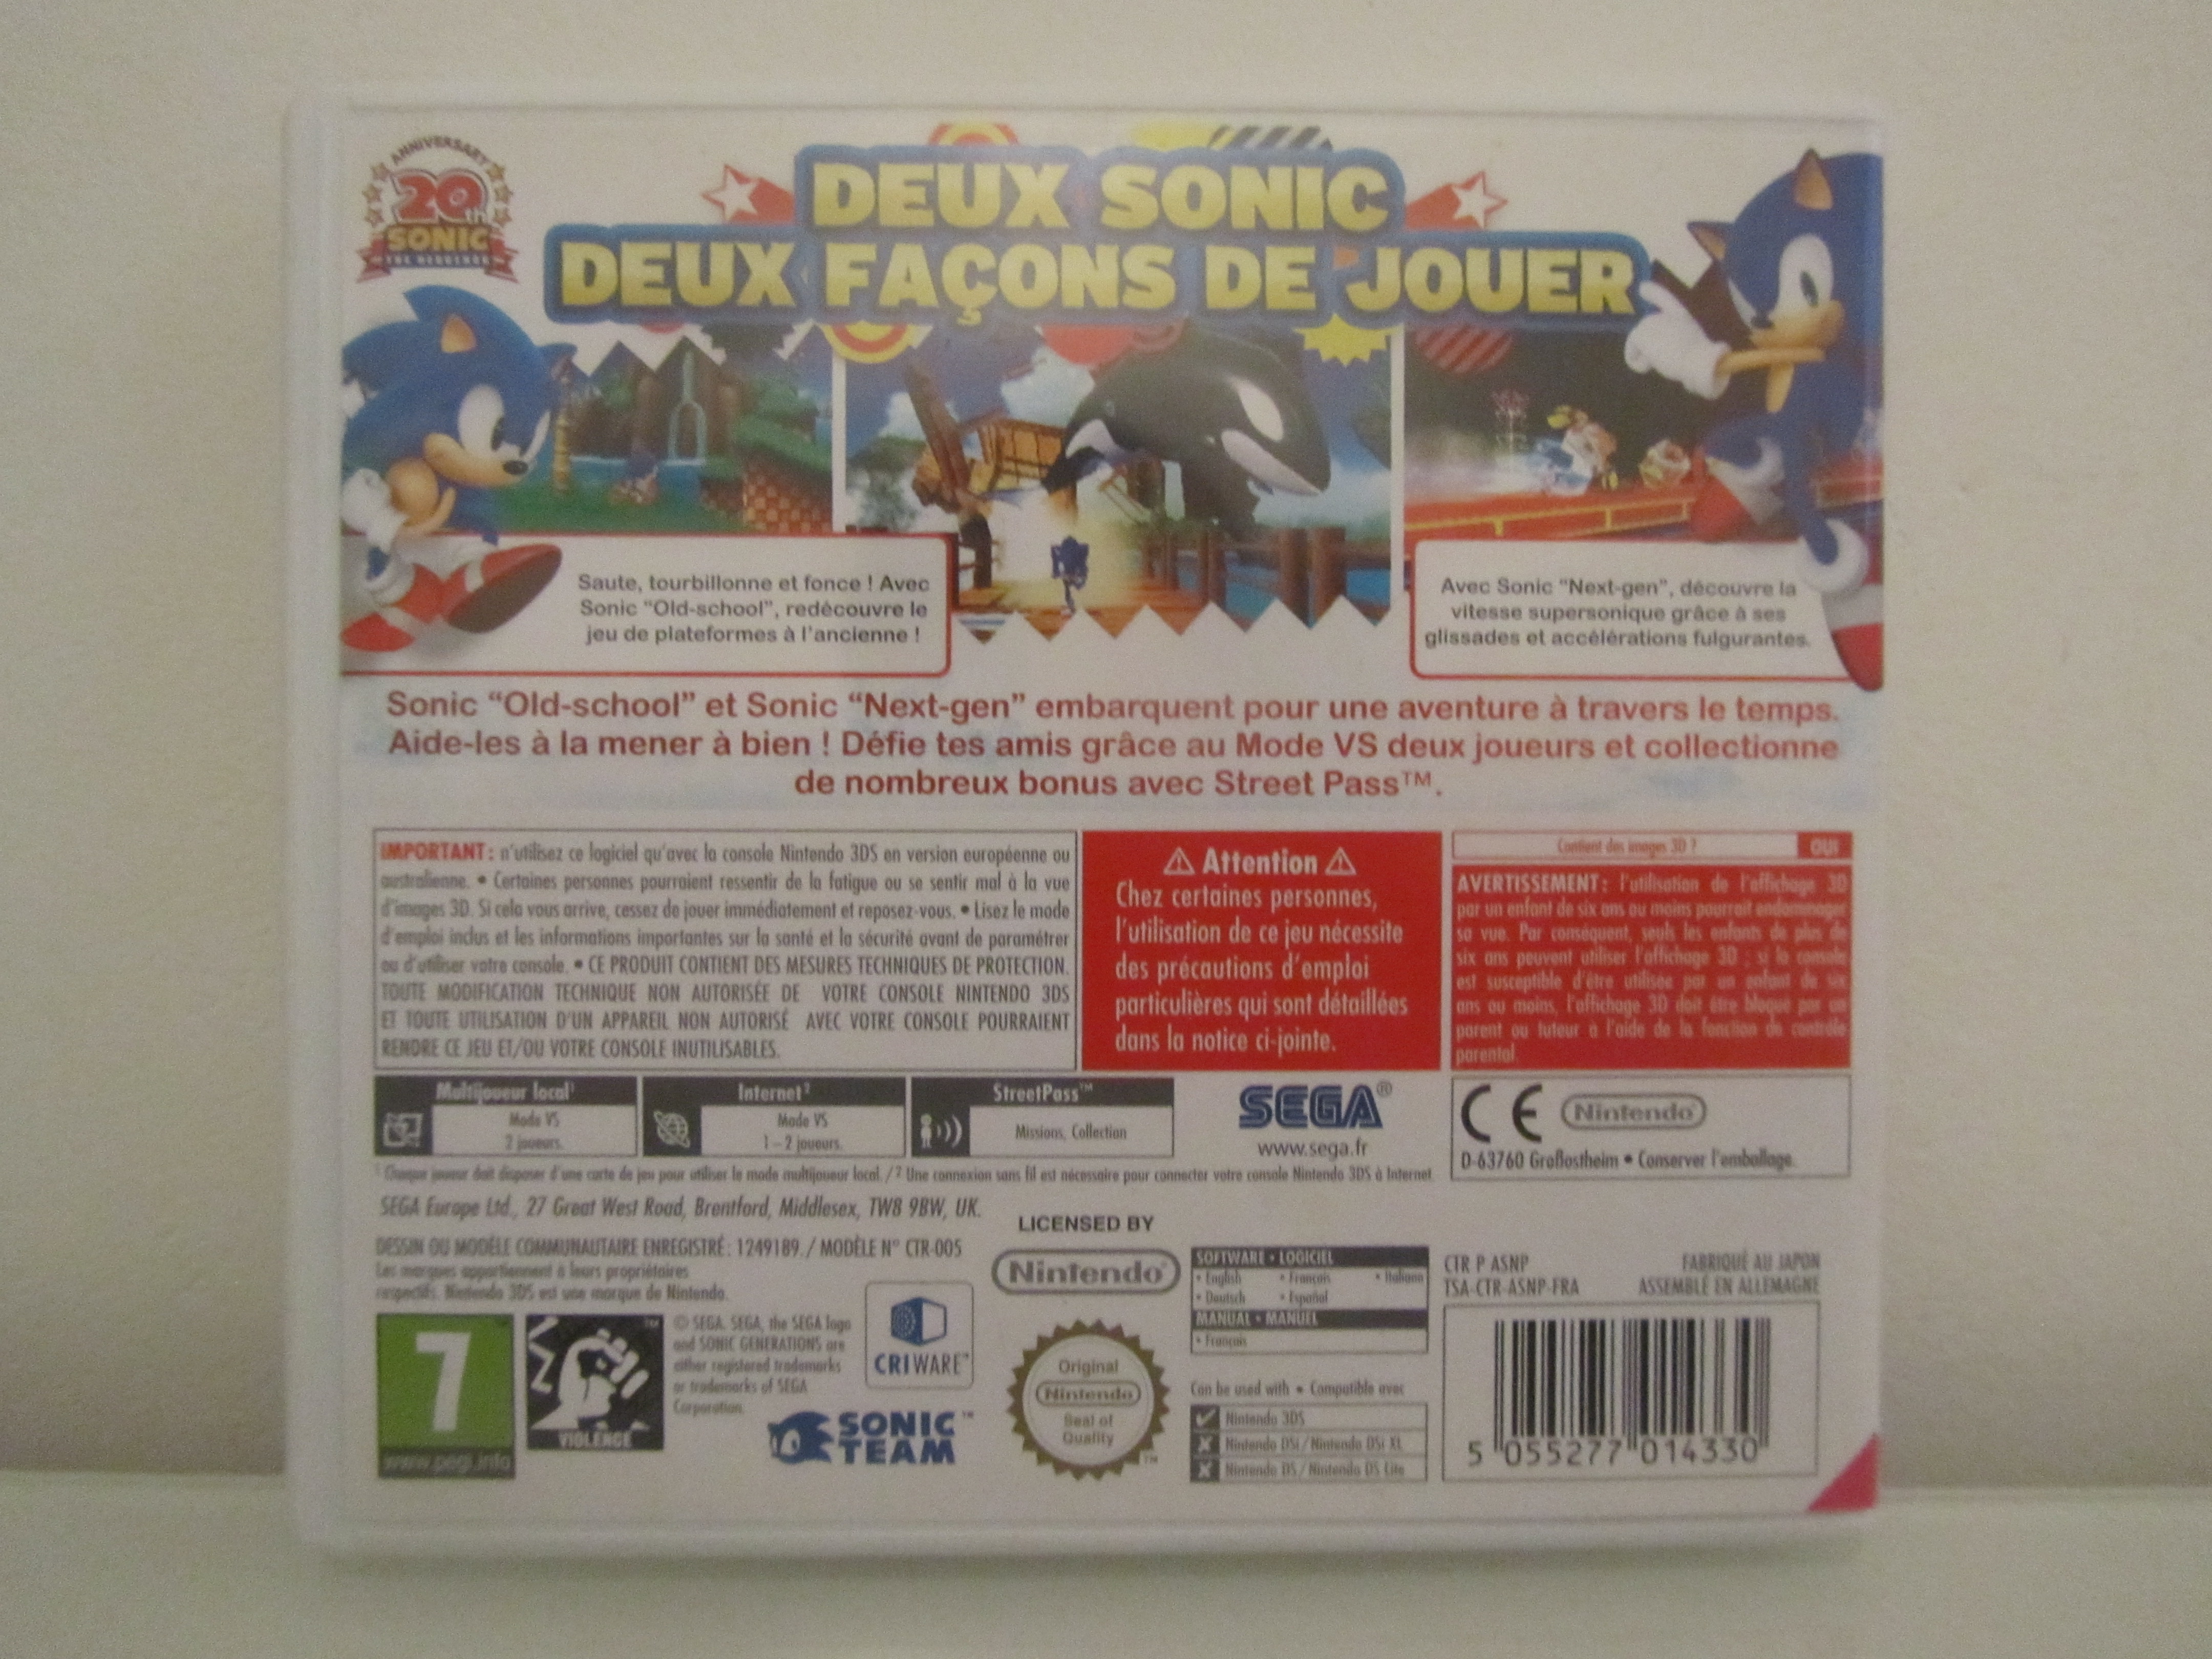 ANNIVERSARY
20th
SONIC
THE HEDGEHOG
DEUX SONIC
DEUX FAÇONS DE JOUER
Saute, tourbillonne et fonce ! Avec
Sonic "Old-school", redécouvre le
jeu de plateformes à l'ancienne !
Avec Sonic "Next-gen", découvre la
vitesse supersonique grâce à ses
glissades et accélérations fulgurantes.
Sonic “Old-school” et Sonic “Next-gen” embarquent pour une aventure à travers le temps.
Aide-les à la mener à bien ! Défie tes amis grâce au Mode VS deux joueurs et collectionne
de nombreux bonus avec Street Pass™.
IMPORTANT : n'utilisez ce logiciel qu'avec la console Nintendo 3DS en version européenne ou
australienne. • Certaines personnes pourraient ressentir de la fatigue ou se sentir mal à la vue
d'images 3D. Si cela vous arrive, cessez de jouer immédiatement et reposez-vous. • Lisez le mode
d'emploi inclus et les informations importantes sur la santé et la sécurité avant de paramétrer
ou d'utiliser votre console. • CE PRODUIT CONTIENT DES MESURES TECHNIQUES DE PROTECTION.
TOUTE MODIFICATION TECHNIQUE NON AUTORISÉE DE VOTRE CONSOLE NINTENDO 3DS
ET TOUTE UTILISATION D'UN APPAREIL NON AUTORISÉ AVEC VOTRE CONSOLE POURRAIENT
RENDRE CE JEU ET/OU VOTRE CONSOLE INUTILISABLES.
⚠ Attention ⚠
Chez certaines personnes,
l'utilisation de ce jeu nécessite
des précautions d'emploi
particulières qui sont détaillées
dans la notice ci-jointe.
Contient des images 3D ? OUI
AVERTISSEMENT : l'utilisation de l'affichage 3D
par un enfant de six ans ou moins pourrait endommager
sa vue. Par conséquent, seuls les enfants de plus de
six ans peuvent utiliser l'affichage 3D ; si la console
est susceptible d'être utilisée par un enfant de six
ans ou moins, l'affichage 3D doit être bloqué par un
parent ou tuteur à l'aide de la fonction de contrôle
parental.
Multijoueur local¹
Mode VS
2 joueurs.
Internet²
Mode VS
1 – 2 joueurs.
StreetPass™
Missions, Collection
SEGA®
www.sega.fr
CE Nintendo
D-63760 Großostheim • Conserver l'emballage.
¹ Chaque joueur doit disposer d'une carte de jeu pour utiliser le mode multijoueur local. / ² Une connexion sans fil est nécessaire pour connecter votre console Nintendo 3DS à Internet.
SEGA Europe Ltd., 27 Great West Road, Brentford, Middlesex, TW8 9BW, UK.
DESSIN OU MODÈLE COMMUNAUTAIRE ENREGISTRÉ : 1249189. / MODÈLE N° CTR-005
Les marques appartiennent à leurs propriétaires
respectifs. Nintendo 3DS est une marque de Nintendo.
7
www.pegi.info
VIOLENCE
© SEGA. SEGA, the SEGA logo
and SONIC GENERATIONS are
either registered trademarks
or trademarks of SEGA
Corporation.
CRIWARE™
SONIC
TEAM™
LICENSED BY
Nintendo®
Original
Nintendo
Seal of
Quality
™
SOFTWARE • LOGICIEL
• English • Français • Italiano
• Deutsch • Español
MANUAL • MANUEL
• Français
Can be used with • Compatible avec
Nintendo 3DS
Nintendo DSi / Nintendo DSi XL
Nintendo DS / Nintendo DS Lite
CTR P ASNP
TSA-CTR-ASNP-FRA
FABRIQUÉ AU JAPON
ASSEMBLÉ EN ALLEMAGNE
5 055277 014330